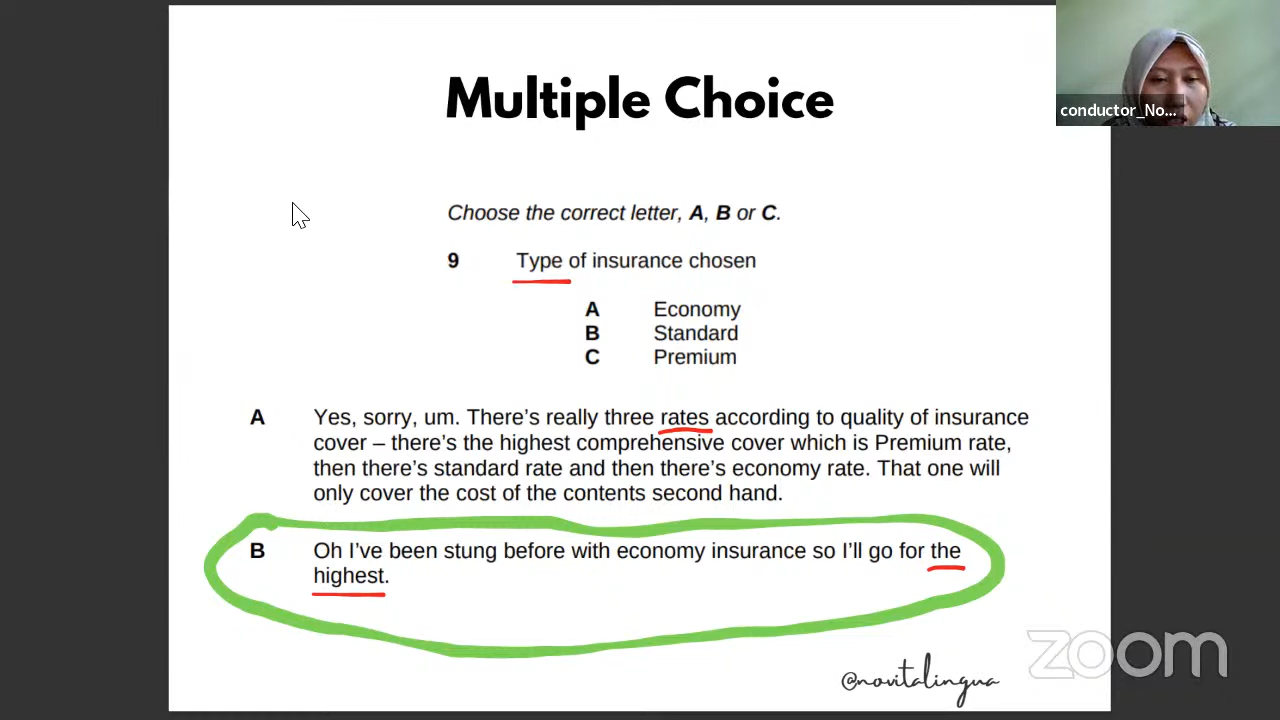 Multiple Choice
conductor_No...
Choose the correct letter, A, B or C.
9 Type of insurance chosen
A Economy
B Standard
C Premium
A Yes, sorry, um. There's really three rates according to quality of insurance
cover – there's the highest comprehensive cover which is Premium rate,
then there's standard rate and then there's economy rate. That one will
only cover the cost of the contents second hand.
B Oh I've been stung before with economy insurance so I'll go for the
highest.
zoom
@novitalingua